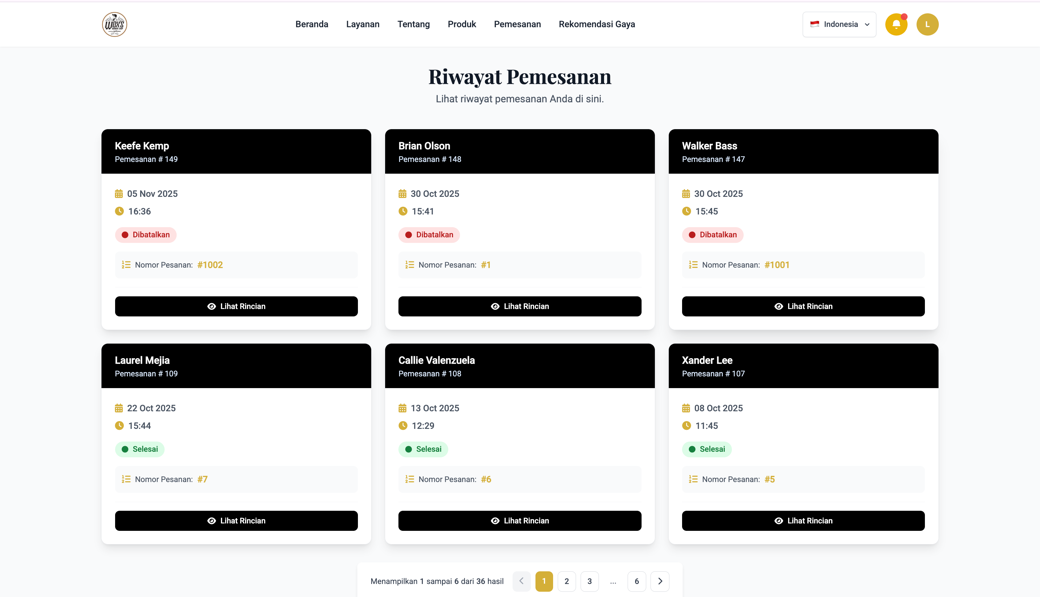 Beranda Layanan Tentang Produk Pemesanan Rekomendasi Gaya Indonesia L
Riwayat Pemesanan
Lihat riwayat pemesanan Anda di sini.
Keefe Kemp
Pemesanan # 149
05 Nov 2025
16:36
Dibatalkan
Nomor Pesanan: #1002
Lihat Rincian
Brian Olson
Pemesanan # 148
30 Oct 2025
15:41
Dibatalkan
Nomor Pesanan: #1
Lihat Rincian
Walker Bass
Pemesanan # 147
30 Oct 2025
15:45
Dibatalkan
Nomor Pesanan: #1001
Lihat Rincian
Laurel Mejia
Pemesanan # 109
22 Oct 2025
15:44
Selesai
Nomor Pesanan: #7
Lihat Rincian
Callie Valenzuela
Pemesanan # 108
13 Oct 2025
12:29
Selesai
Nomor Pesanan: #6
Lihat Rincian
Xander Lee
Pemesanan # 107
08 Oct 2025
11:45
Selesai
Nomor Pesanan: #5
Lihat Rincian
Menampilkan 1 sampai 6 dari 36 hasil 1 2 3 ... 6